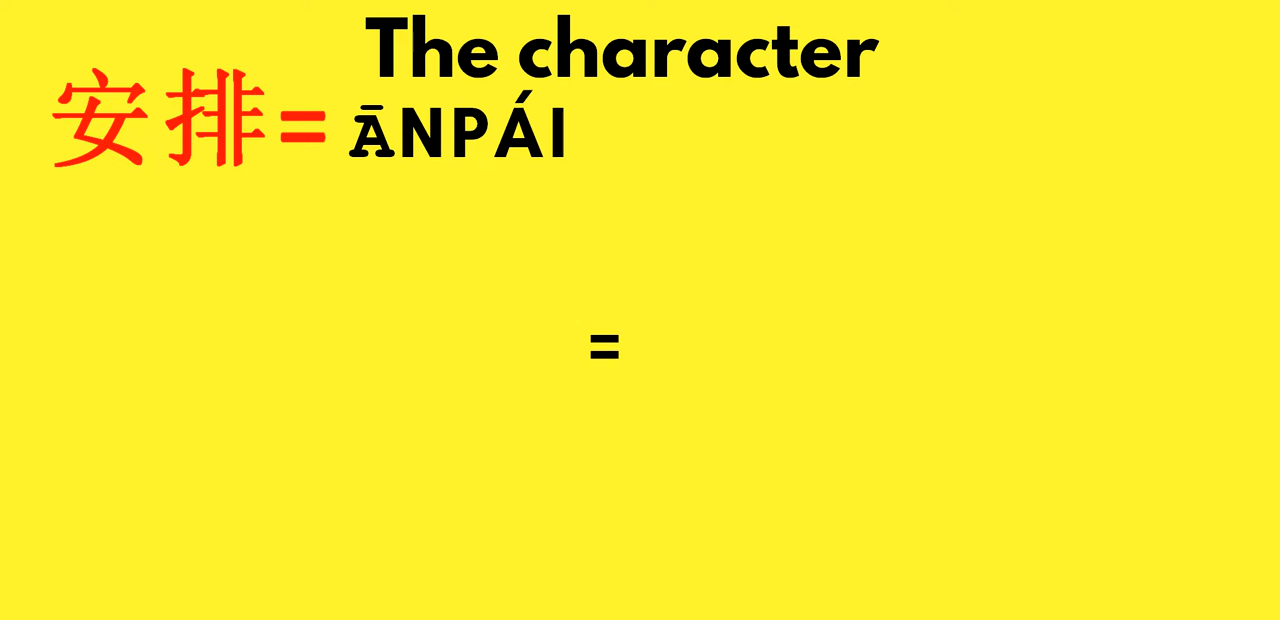 The character
安排= ĀNPÁI
=